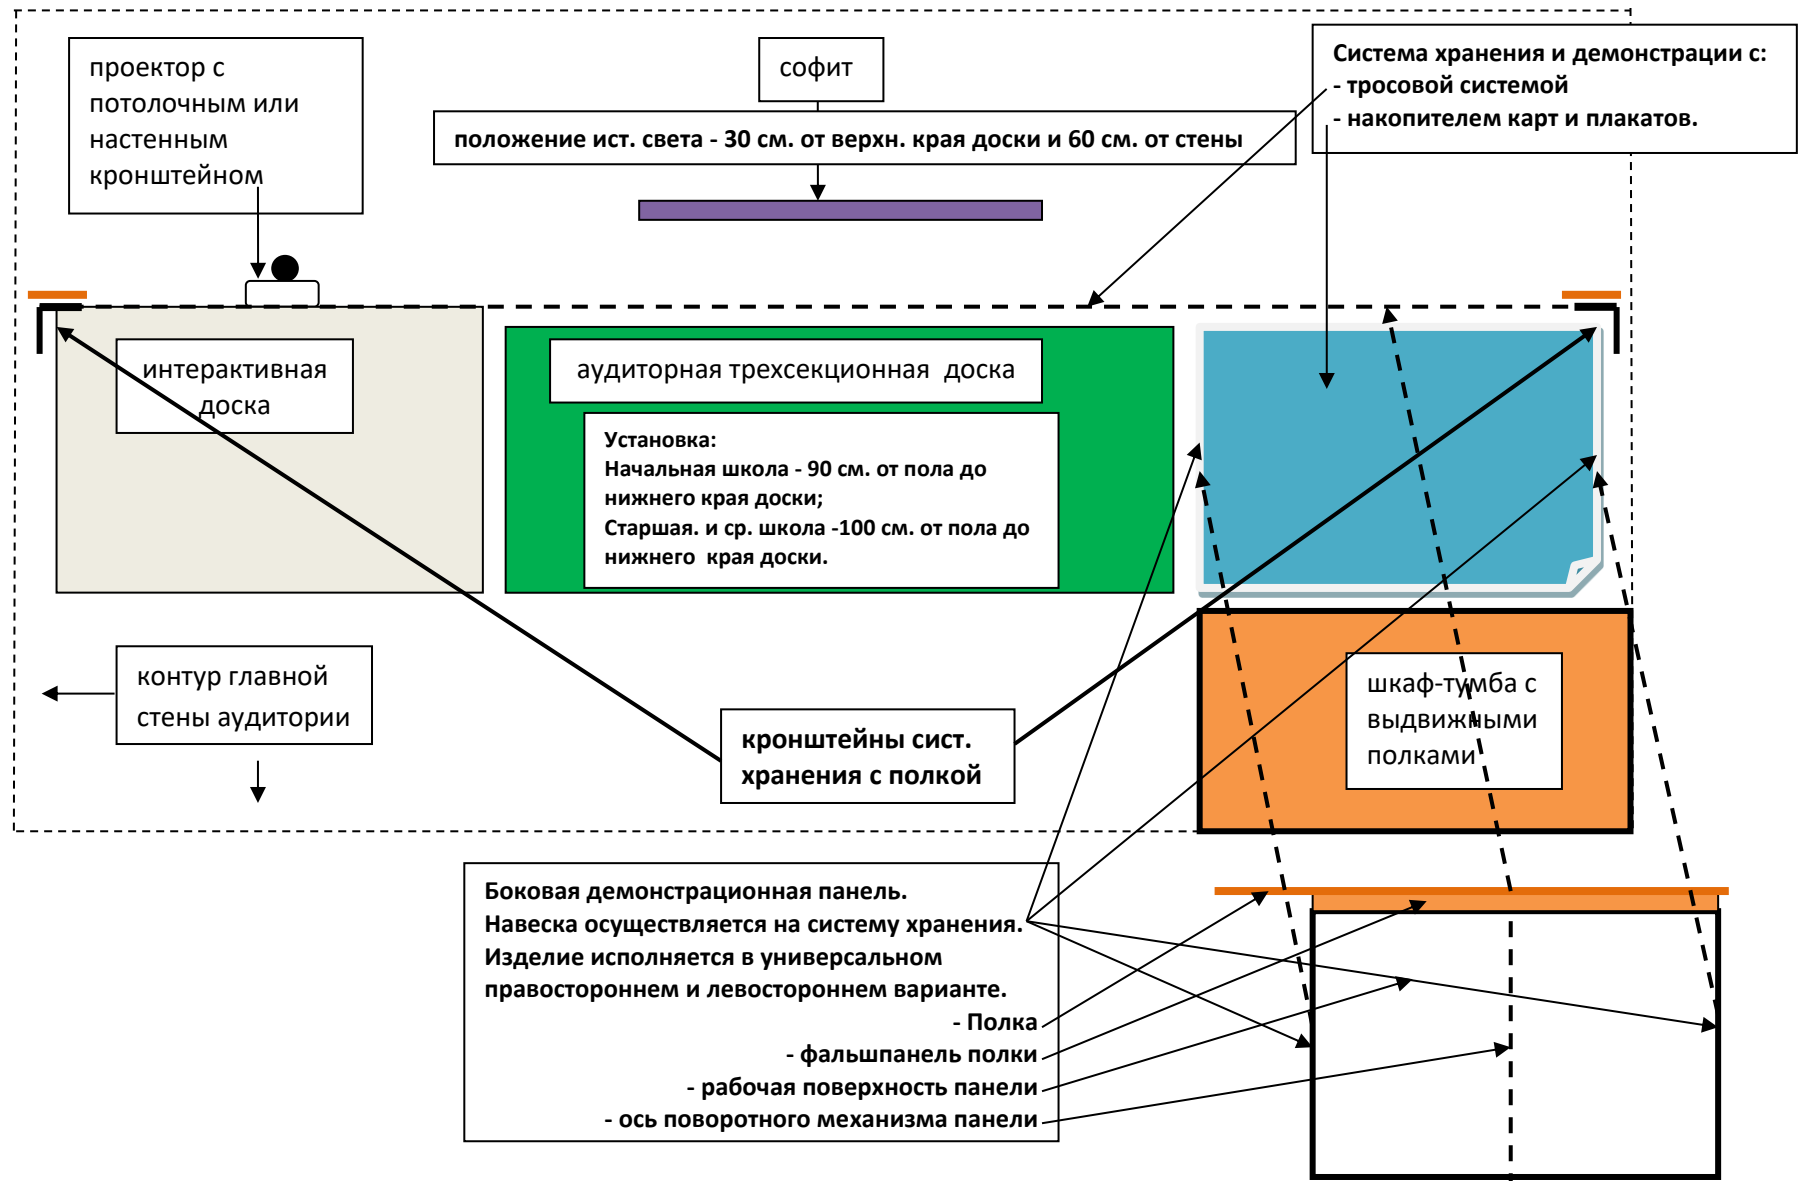 проектор с
потолочным или
настенным
кронштейном
софит
положение ист. света - 30 см. от верхн. края доски и 60 см. от стены
Система хранения и демонстрации с:
- тросовой системой
- накопителем карт и плакатов.
интерактивная
доска
аудиторная трехсекционная доска
Установка:
Начальная школа - 90 см. от пола до
нижнего края доски;
Старшая. и ср. школа -100 см. от пола до
нижнего края доски.
контур главной
стены аудитории
кронштейны сист.
хранения с полкой
шкаф-тумба с
выдвижными
полками
Боковая демонстрационная панель.
Навеска осуществляется на систему хранения.
Изделие исполняется в универсальном
правостороннем и левостороннем варианте.
- Полка
- фальшпанель полки
- рабочая поверхность панели
- ось поворотного механизма панели